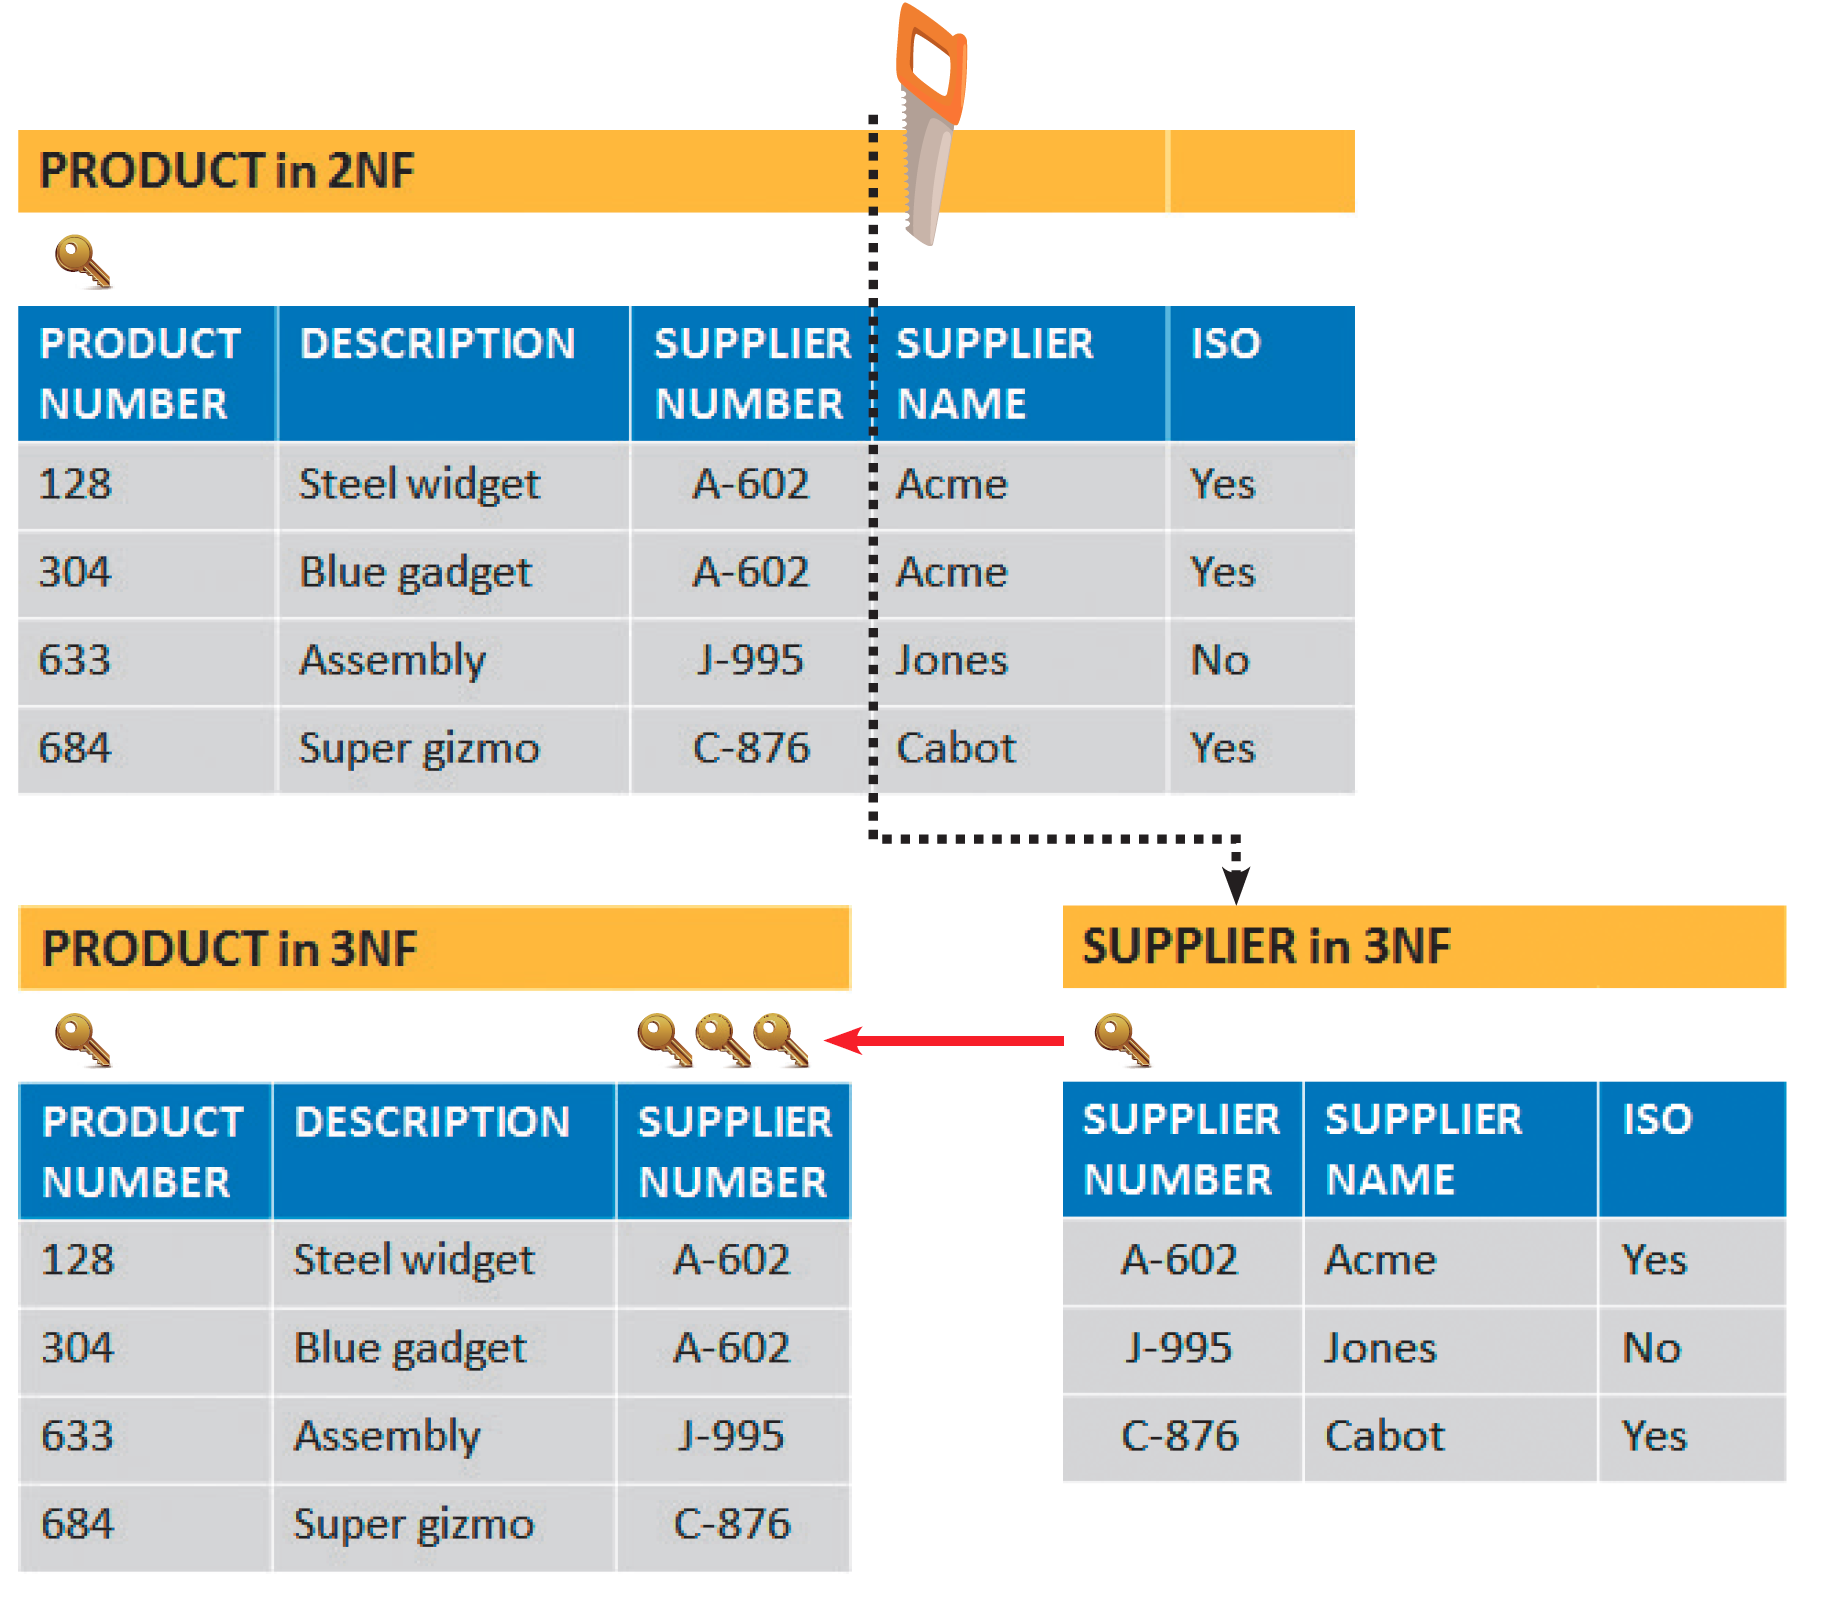 PRODUCT in 2NF
PRODUCT NUMBER DESCRIPTION SUPPLIER NUMBER SUPPLIER NAME ISO
128 Steel widget A-602 Acme Yes
304 Blue gadget A-602 Acme Yes
633 Assembly J-995 Jones No
684 Super gizmo C-876 Cabot Yes
PRODUCT in 3NF
PRODUCT NUMBER DESCRIPTION SUPPLIER NUMBER
128 Steel widget A-602
304 Blue gadget A-602
633 Assembly J-995
684 Super gizmo C-876
SUPPLIER in 3NF
SUPPLIER NUMBER SUPPLIER NAME ISO
A-602 Acme Yes
J-995 Jones No
C-876 Cabot Yes